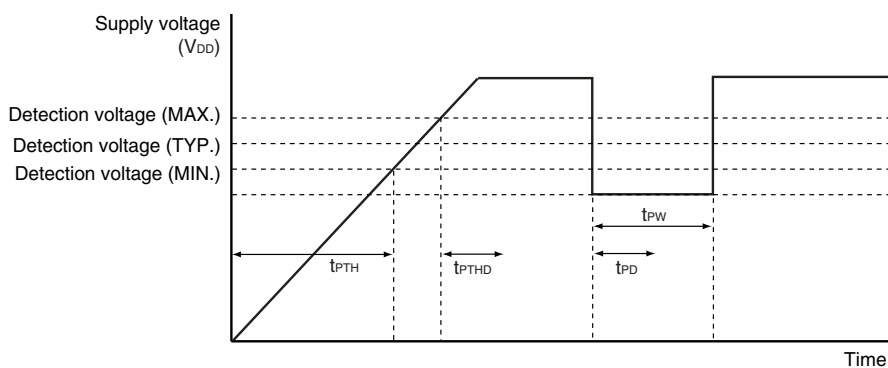 Supply voltage
(VDD)
Detection voltage (MAX.)
Detection voltage (TYP.)
Detection voltage (MIN.)
tPW
tPTH
tPTHD
tPD
Time